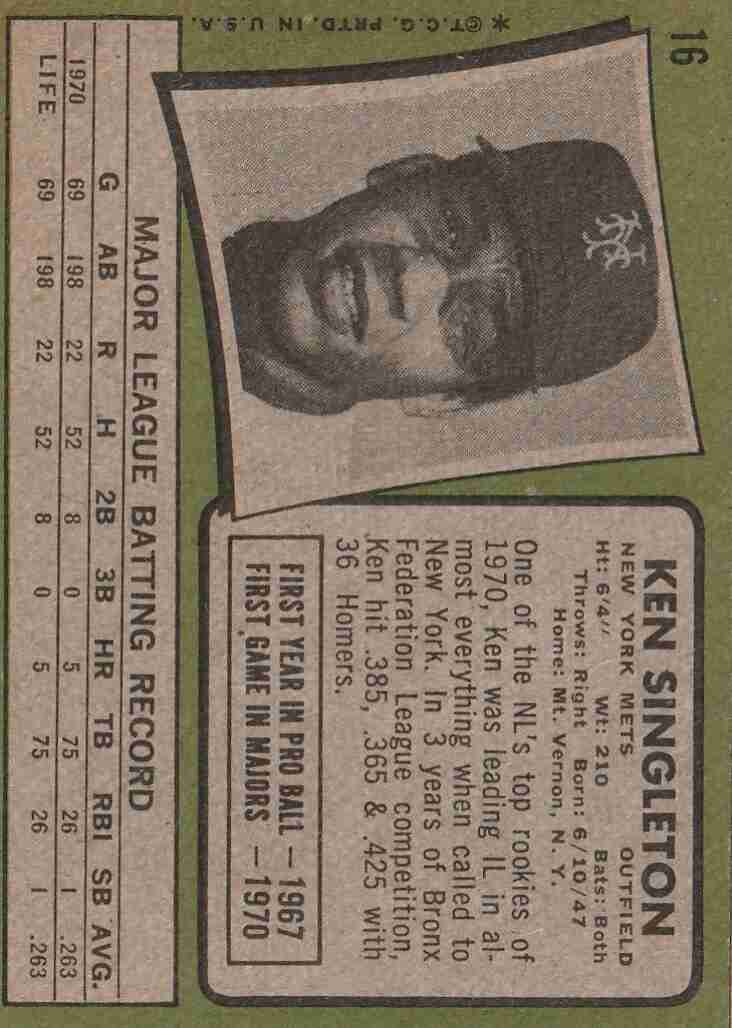 16
KEN SINGLETON
NEW YORK METS OUTFIELD
Ht: 6'4" Wt: 210 Bats: Both
Throws: Right Born: 6/10/47
Home: Mt. Vernon, N. Y.
One of the NL's top rookies of
1970, Ken was leading IL in al-
most everything when called to
New York. In 3 years of Bronx
Federation League competition,
Ken hit .385, .365 & .425 with
36 Homers.
FIRST YEAR IN PRO BALL — 1967
FIRST GAME IN MAJORS — 1970
NY
*©T.C.G. PRTD. IN U.S.A.
MAJOR LEAGUE BATTING RECORD
G AB R H 2B 3B HR TB RBI SB AVG.
1970 69 198 22 52 8 0 5 75 26 1 .263
LIFE 69 198 22 52 8 0 5 75 26 1 .263